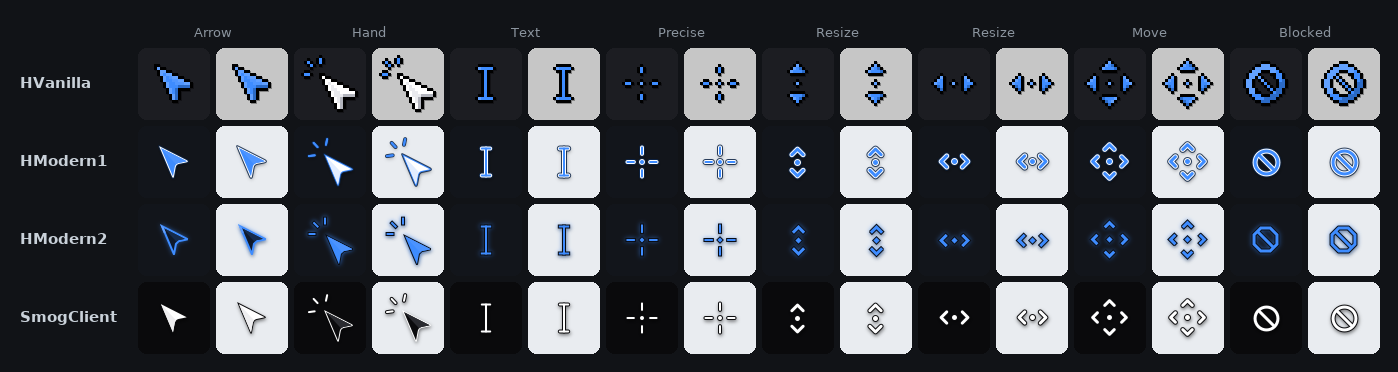 Arrow Hand Text Precise Resize Resize Move Blocked
HVanilla
HModern1
HModern2
SmogClient